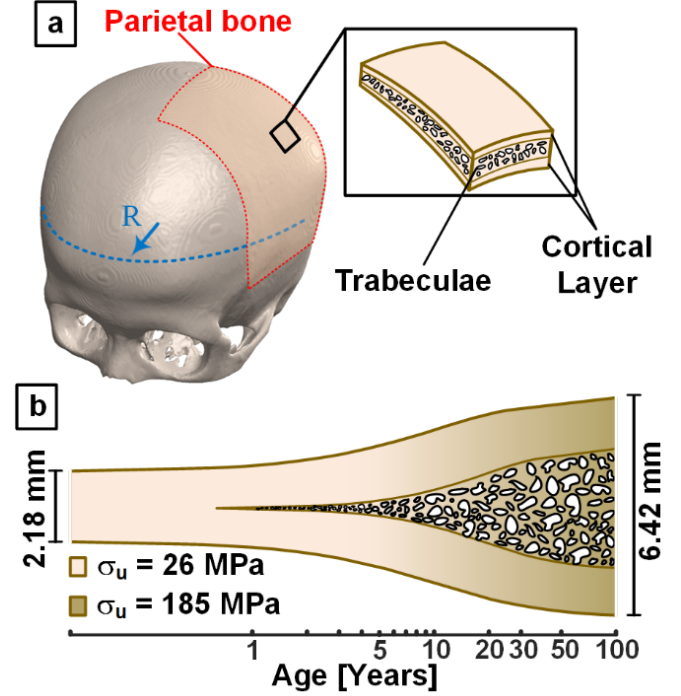 a
Parietal bone
R
Trabeculae
Cortical
Layer
b
2.18 mm
6.42 mm
σu = 26 MPa
σu = 185 MPa
1 5 10 20 30 50 100
Age [Years]